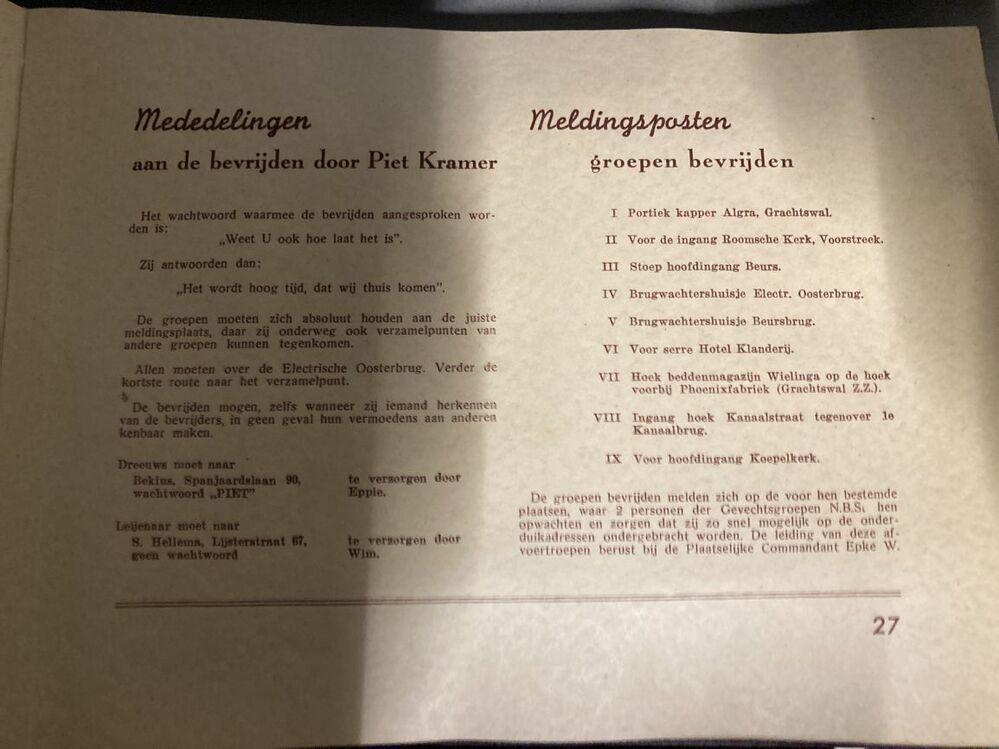 Mededelingen
aan de bevrijden door Piet Kramer
Het wachtwoord waarmee de bevrijden aangesproken wor-
den is:
„Weet U ook hoe laat het is".
Zij antwoorden dan:
„Het wordt hoog tijd, dat wij thuis komen".
De groepen moeten zich absoluut houden aan de juiste
meldingsplaats, daar zij onderweg ook verzamelpunten van
andere groepen kunnen tegenkomen.
Allen moeten over de Electrische Oosterbrug. Verder de
kortste route naar het verzamelpunt.
De bevrijden mogen, zelfs wanneer zij iemand herkennen
van de bevrijders, in geen geval hun vermoedens aan anderen
kenbaar maken.
Dreeuws moet naar
Bekius, Spanjaardslaan 90, te verzorgen door
wachtwoord „PIET" Eppie.
Leijenaar moet naar
S. Hellema, Lijsterstraat 67, te verzorgen door
geen wachtwoord Wim.
Meldingsposten
groepen bevrijden
I Portiek kapper Algra, Grachtswal.
II Voor de ingang Roomsche Kerk, Voorstreek.
III Stoep hoofdingang Beurs.
IV Brugwachtershuisje Electr. Oosterbrug.
V Brugwachtershuisje Beursbrug.
VI Voor serre Hotel Klanderij.
VII Hoek beddenmagazijn Wielinga op de hoek
voorbij Phoenixfabriek (Grachtswal Z.Z.).
VIII Ingang hoek Kanaalstraat tegenover 1e
Kanaalbrug.
IX Voor hoofdingang Koepelkerk.
De groepen bevrijden melden zich op de voor hen bestemde
plaatsen, waar 2 personen der Gevechtsgroepen N.B.S. hen
opwachten en zorgen dat zij zo snel mogelijk op de onder-
duikadressen ondergebracht worden. De leiding van deze af-
voertroepen berust bij de Plaatselijke Commandant Epke W.
27